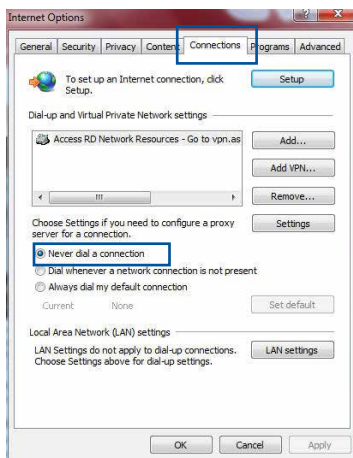 Internet Options
General Security Privacy Content Connections Programs Advanced
To set up an Internet connection, click
Setup.
Setup
Dial-up and Virtual Private Network settings
Access RD Network Resources - Go to vpn.as
Add...
Add VPN...
Remove...
Choose Settings if you need to configure a proxy
server for a connection.
Settings
Never dial a connection
Dial whenever a network connection is not present
Always dial my default connection
Current None
Set default
Local Area Network (LAN) settings
LAN Settings do not apply to dial-up connections.
Choose Settings above for dial-up settings.
LAN settings
OK Cancel Apply